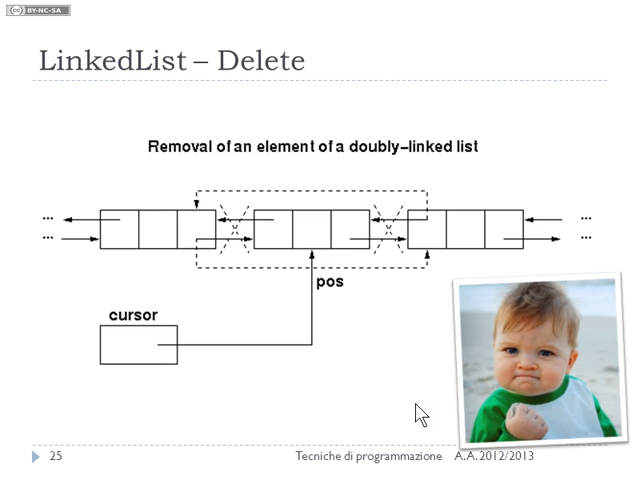 BY-NC-SA
LinkedList – Delete
Removal of an element of a doubly–linked list
...
...
...
...
pos
cursor
25
Tecniche di programmazione A.A. 2012/2013